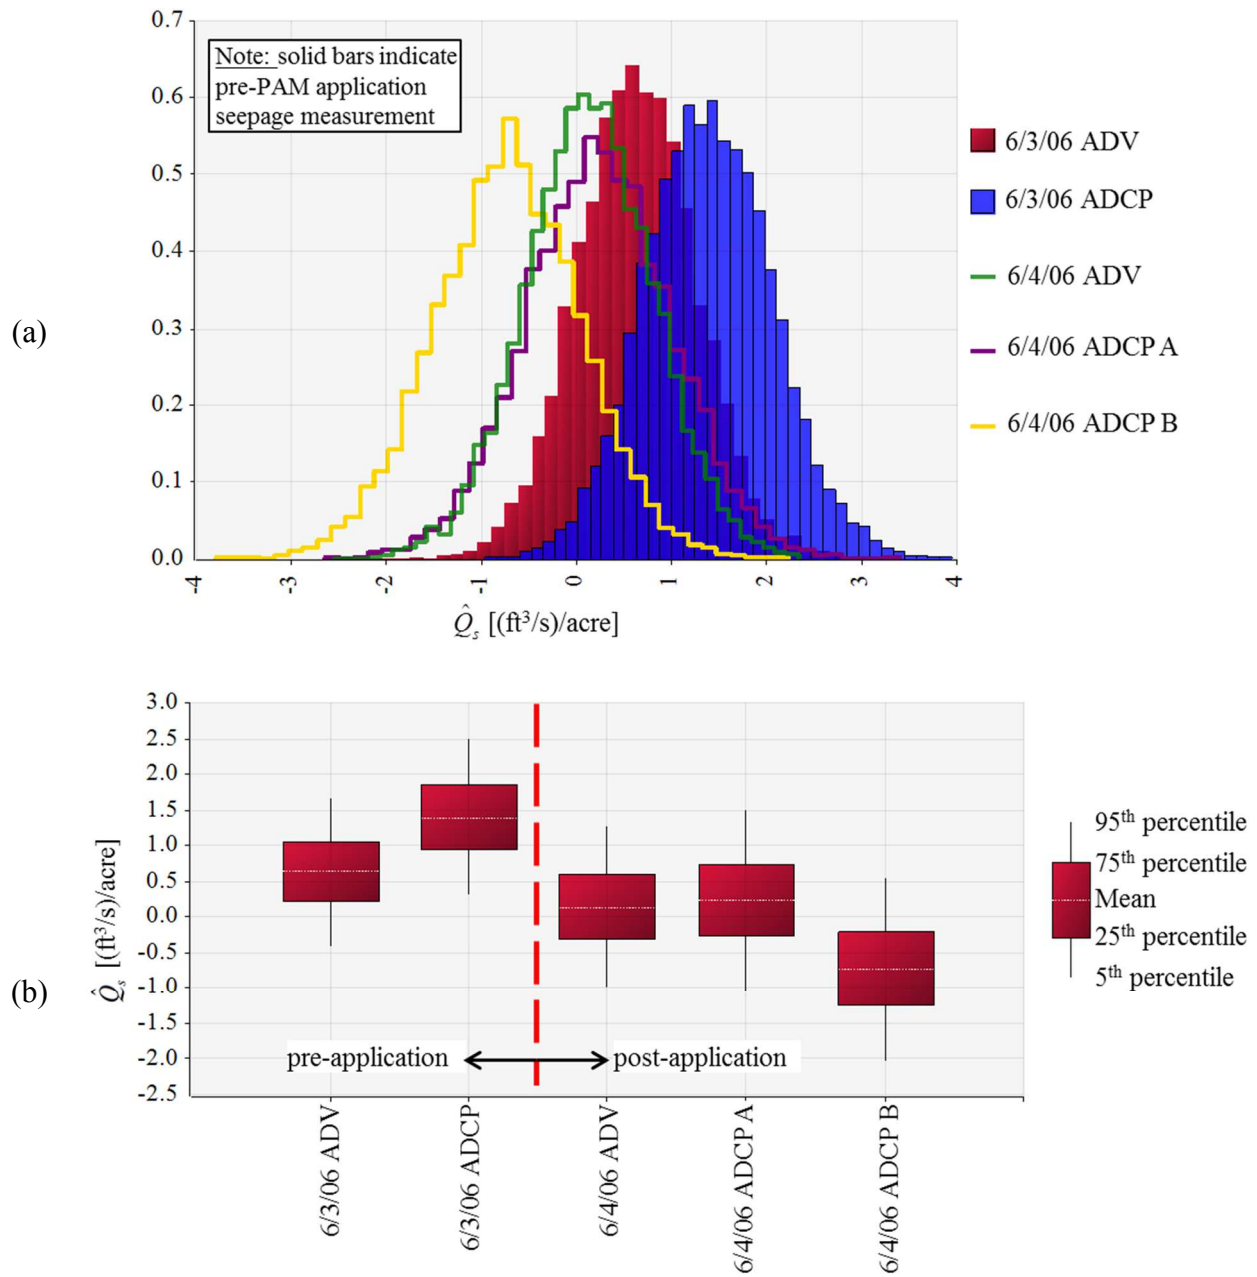 (a)
0.7
0.6
0.5
0.4
0.3
0.2
0.1
0.0
Note: solid bars indicate
pre-PAM application
seepage measurement
-4
-3
-2
-1
0
1
2
3
4
Q̂s [(ft³/s)/acre]
6/3/06 ADV
6/3/06 ADCP
6/4/06 ADV
6/4/06 ADCP A
6/4/06 ADCP B
(b)
Q̂s [(ft³/s)/acre]
3.0
2.5
2.0
1.5
1.0
0.5
0.0
-0.5
-1.0
-1.5
-2.0
-2.5
pre-application
post-application
6/3/06 ADV
6/3/06 ADCP
6/4/06 ADV
6/4/06 ADCP A
6/4/06 ADCP B
95th percentile
75th percentile
Mean
25th percentile
5th percentile